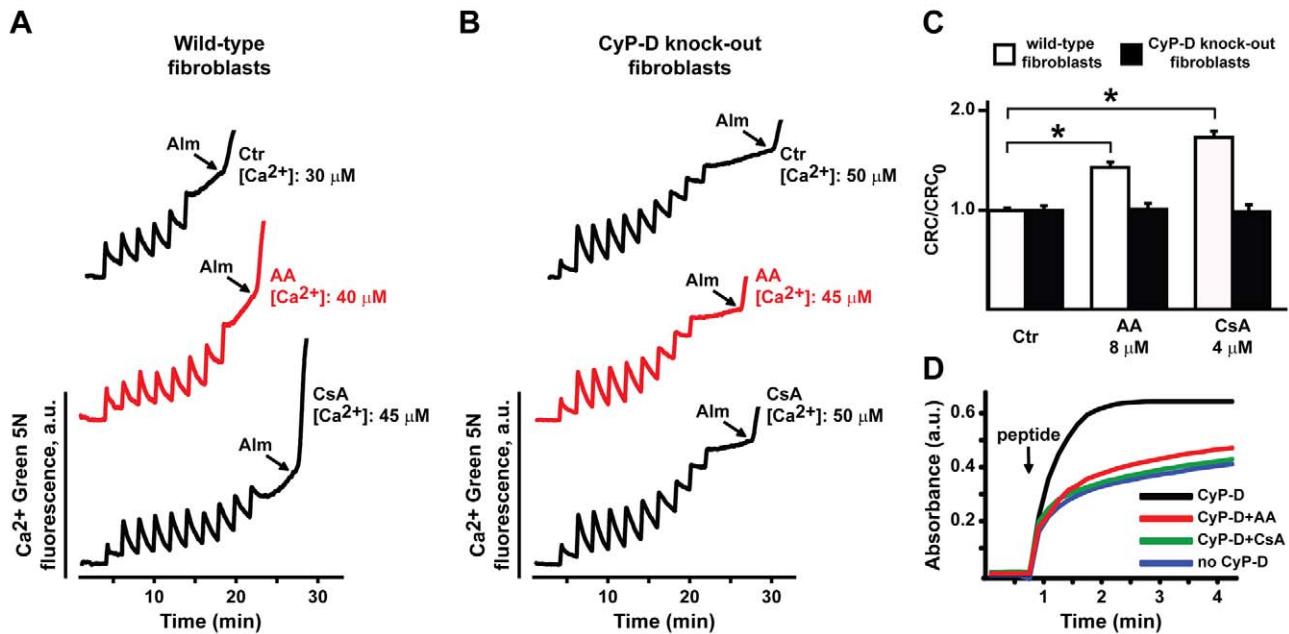 A
Wild-type
fibroblasts
Alm
Ctr
[Ca2+]: 30 μM
Alm
AA
[Ca2+]: 40 μM
Alm
CsA
[Ca2+]: 45 μM
Ca2+ Green 5N
fluorescence, a.u.
10 20 30
Time (min)
B
CyP-D knock-out
fibroblasts
Alm
Ctr
[Ca2+]: 50 μM
Alm
AA
[Ca2+]: 45 μM
Alm
CsA
[Ca2+]: 50 μM
Ca2+ Green 5N
fluorescence, a.u.
10 20 30
Time (min)
C
wild-type
fibroblasts
CyP-D knock-out
fibroblasts
CRC/CRC0
2.0
1.0
*
*
Ctr
AA
8 μM
CsA
4 μM
D
Absorbance (a.u.)
0.6
0.4
0.2
peptide
CyP-D
CyP-D+AA
CyP-D+CsA
no CyP-D
1 2 3 4
Time (min)